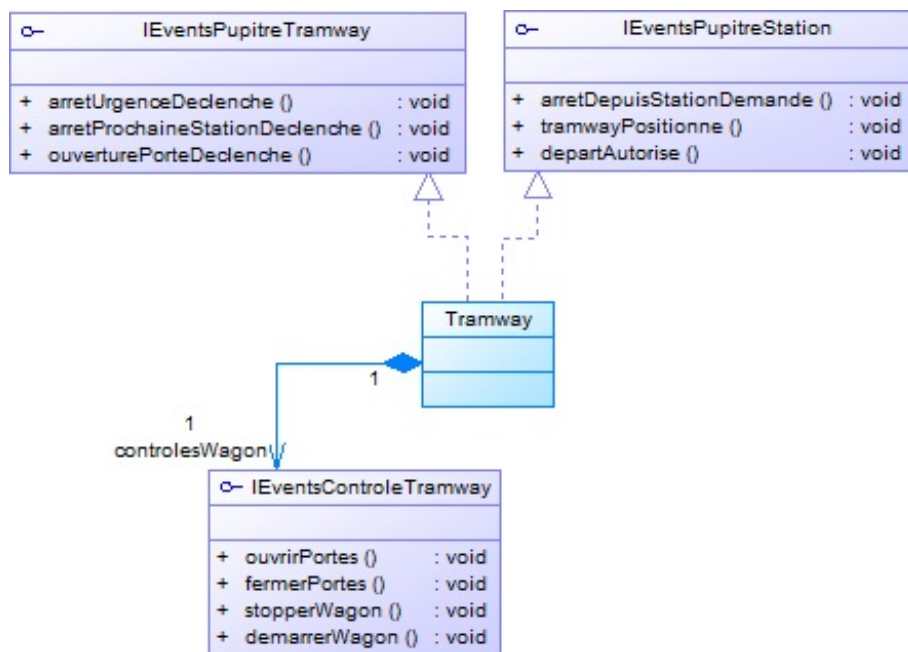 IEventsPupitreTramway
+ arretUrgenceDeclenche () : void
+ arretProchaineStationDeclenche () : void
+ ouverturePorteDeclenche () : void
IEventsPupitreStation
+ arretDepuisStationDemande () : void
+ tramwayPositionne () : void
+ departAutorise () : void
Tramway
1
1
controlesWagon
IEventsControleTramway
+ ouvrirPortes () : void
+ fermerPortes () : void
+ stopperWagon () : void
+ demarrerWagon () : void